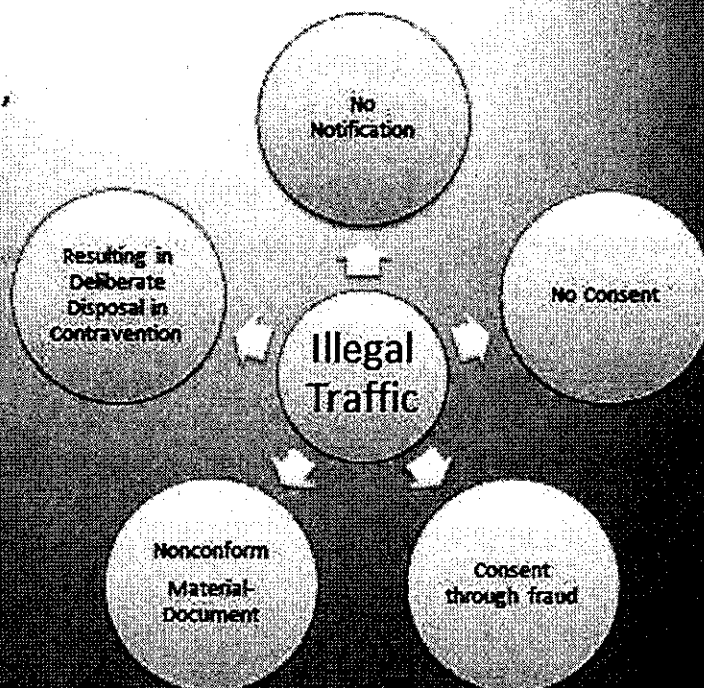 No
Notification
Resulting in
Deliberate
Disposal in
Contravention
No Consent
Illegal
Traffic
Nonconform
Material-
Document
Consent
through fraud